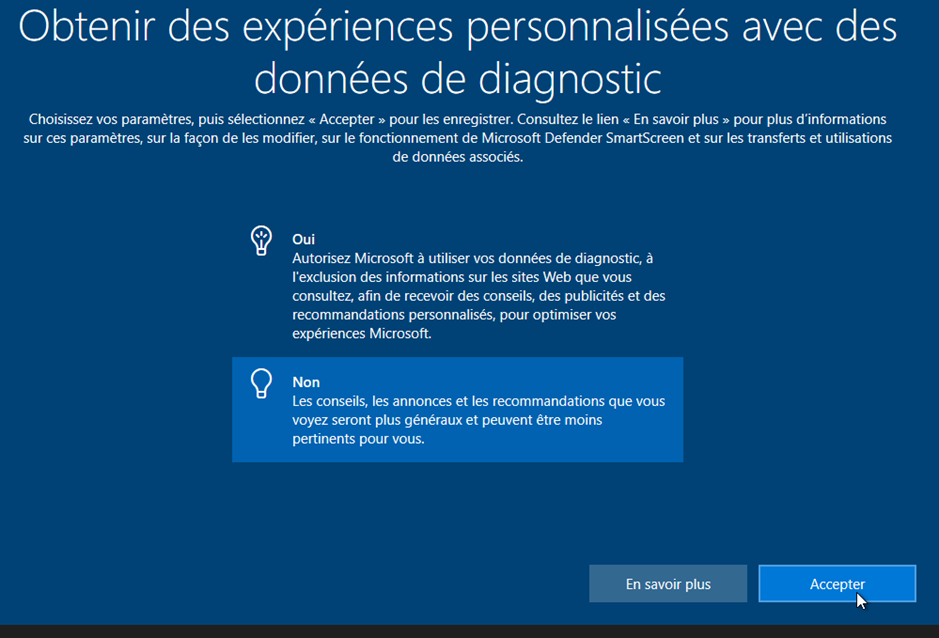 Obtenir des expériences personnalisées avec des
données de diagnostic
Choisissez vos paramètres, puis sélectionnez « Accepter » pour les enregistrer. Consultez le lien « En savoir plus » pour plus d'informations
sur ces paramètres, sur la façon de les modifier, sur le fonctionnement de Microsoft Defender SmartScreen et sur les transferts et utilisations
de données associés.
Oui
Autorisez Microsoft à utiliser vos données de diagnostic, à
l'exclusion des informations sur les sites Web que vous
consultez, afin de recevoir des conseils, des publicités et des
recommandations personnalisés, pour optimiser vos
expériences Microsoft.
Non
Les conseils, les annonces et les recommandations que vous
voyez seront plus généraux et peuvent être moins
pertinents pour vous.
En savoir plus
Accepter